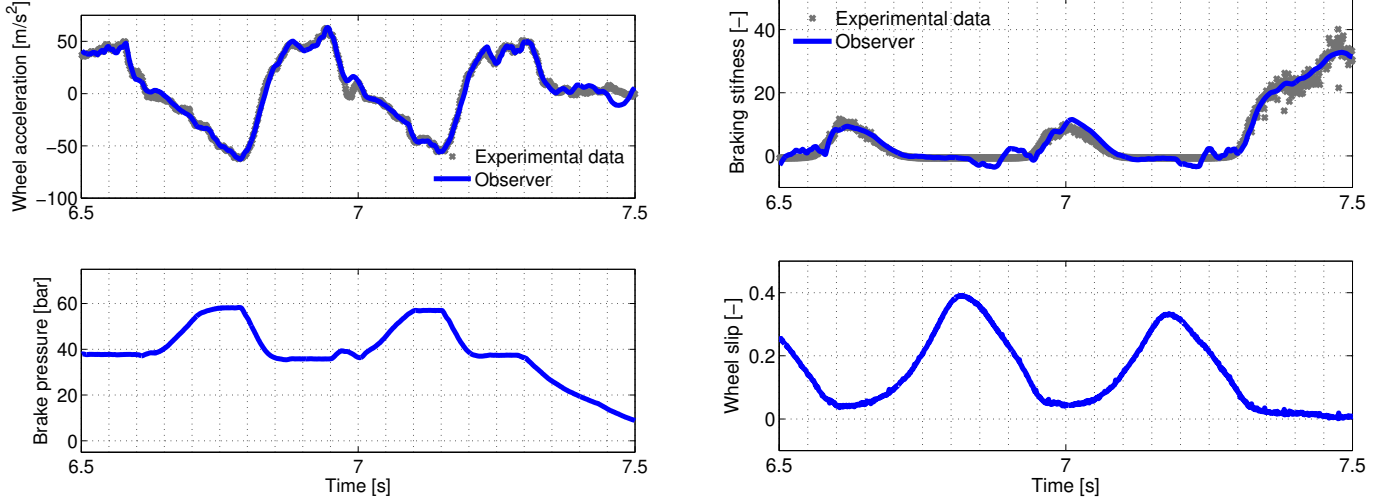 Wheel acceleration [m/s²]
50
0
−50
−100
6.5
7
7.5
Experimental data
Observer
Braking stifness [−]
40
20
0
6.5
7
7.5
Experimental data
Observer
Brake pressure [bar]
60
40
20
0
6.5
7
7.5
Time [s]
Wheel slip [−]
0.4
0.2
0
6.5
7
7.5
Time [s]